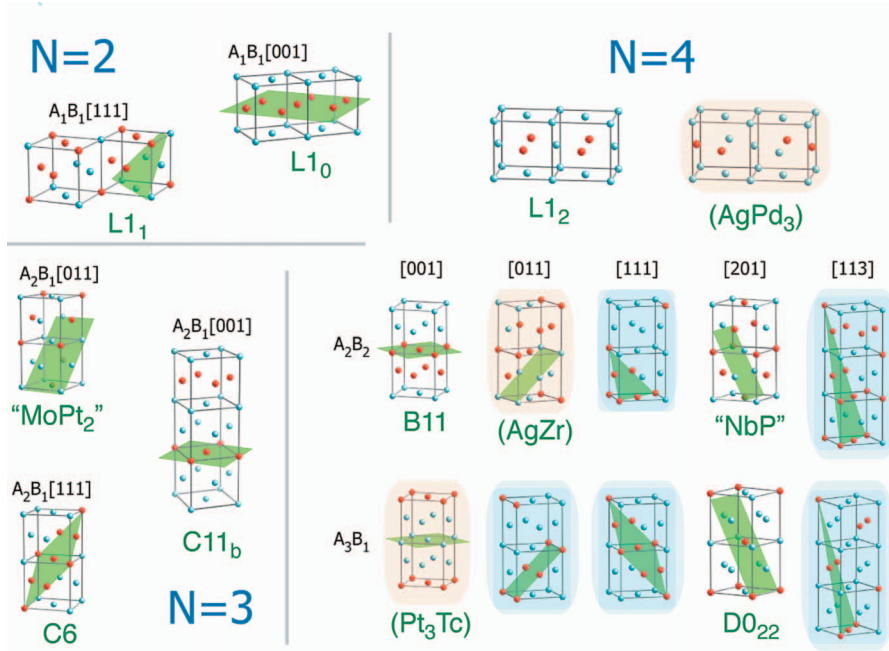 N=2
A₁B₁[001]
N=4
A₁B₁[111]
L1₀
L1₁
L1₂
(AgPd₃)
A₂B₁[011]
A₂B₁[001]
[001]
[011]
[111]
[201]
[113]
A₂B₂
"MoPt₂"
B11
(AgZr)
"NbP"
A₂B₁[111]
C11b
A₃B₁
C6
N=3
(Pt₃Tc)
D0₂₂